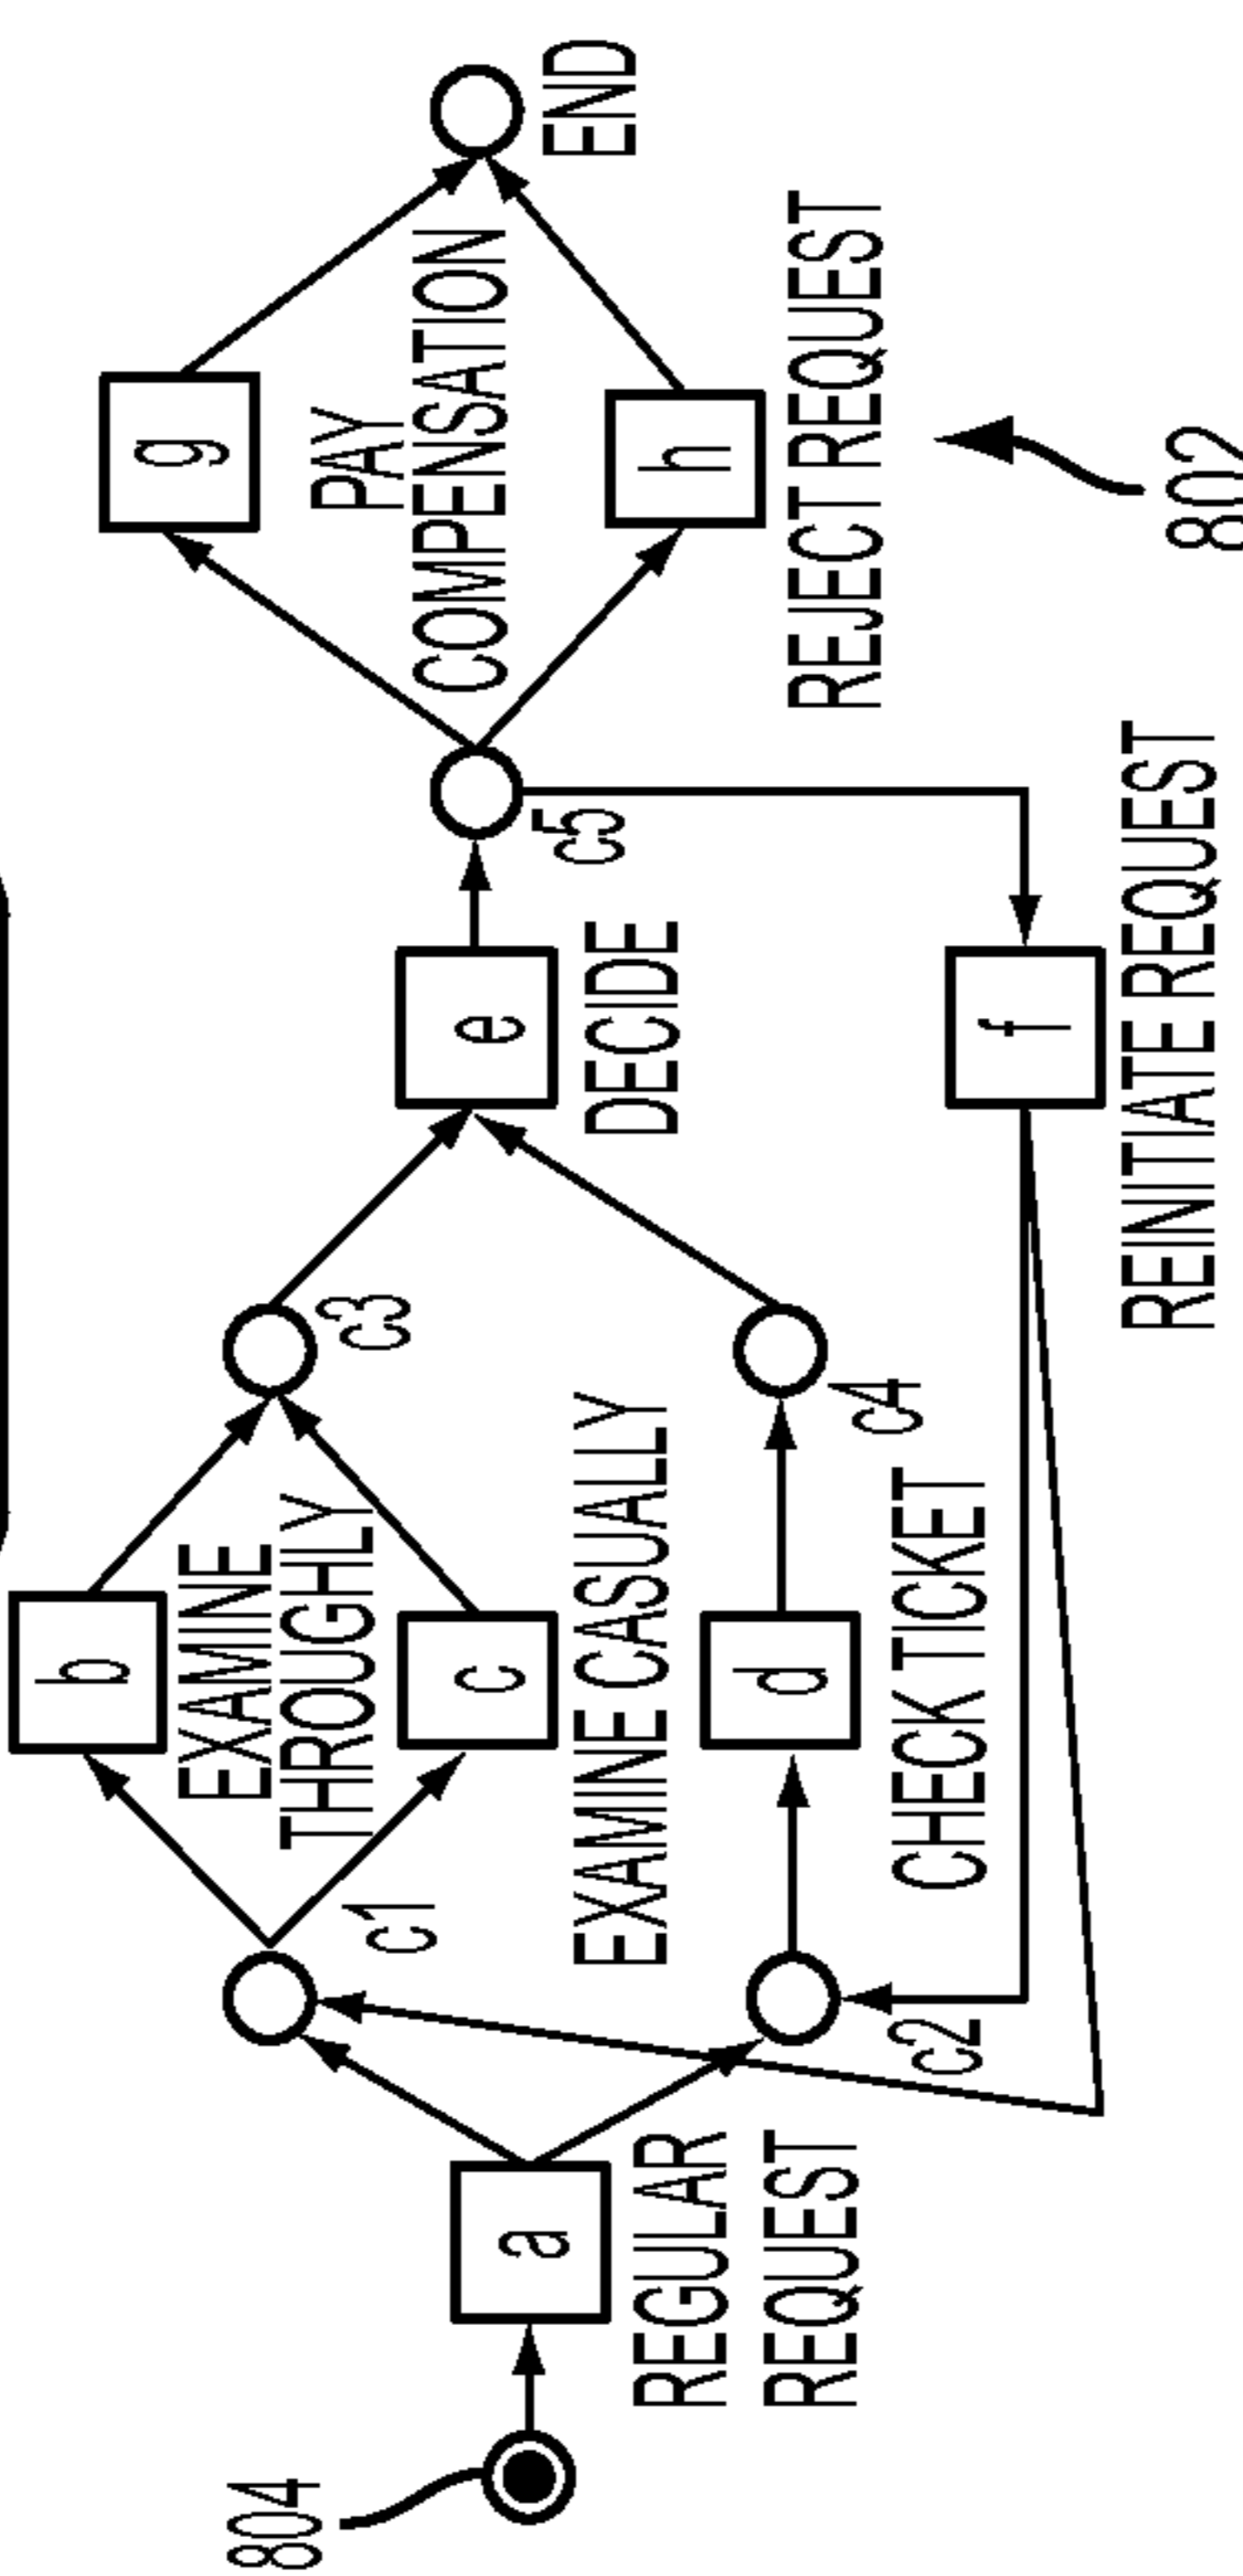 804
a
REGULAR
REQUEST
c1
c2
b
EXAMINE
THROUGHLY
c
EXAMINE CASUALLY
d
CHECK TICKET
c3
c4
e
DECIDE
c5
f
REINITIATE REQUEST
g
PAY
COMPENSATION
h
REJECT REQUEST
END
802